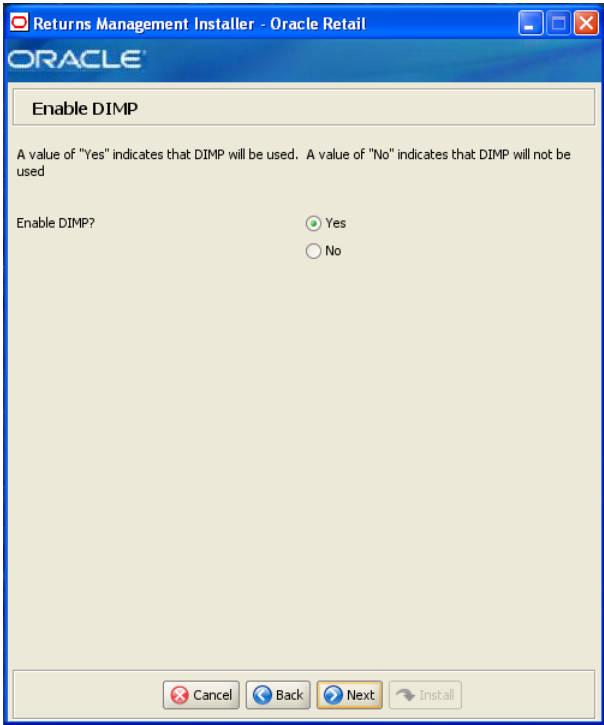 Returns Management Installer - Oracle Retail
ORACLE
Enable DIMP
A value of "Yes" indicates that DIMP will be used. A value of "No" indicates that DIMP will not be
used
Enable DIMP?
Yes
No
Cancel
Back
Next
Install